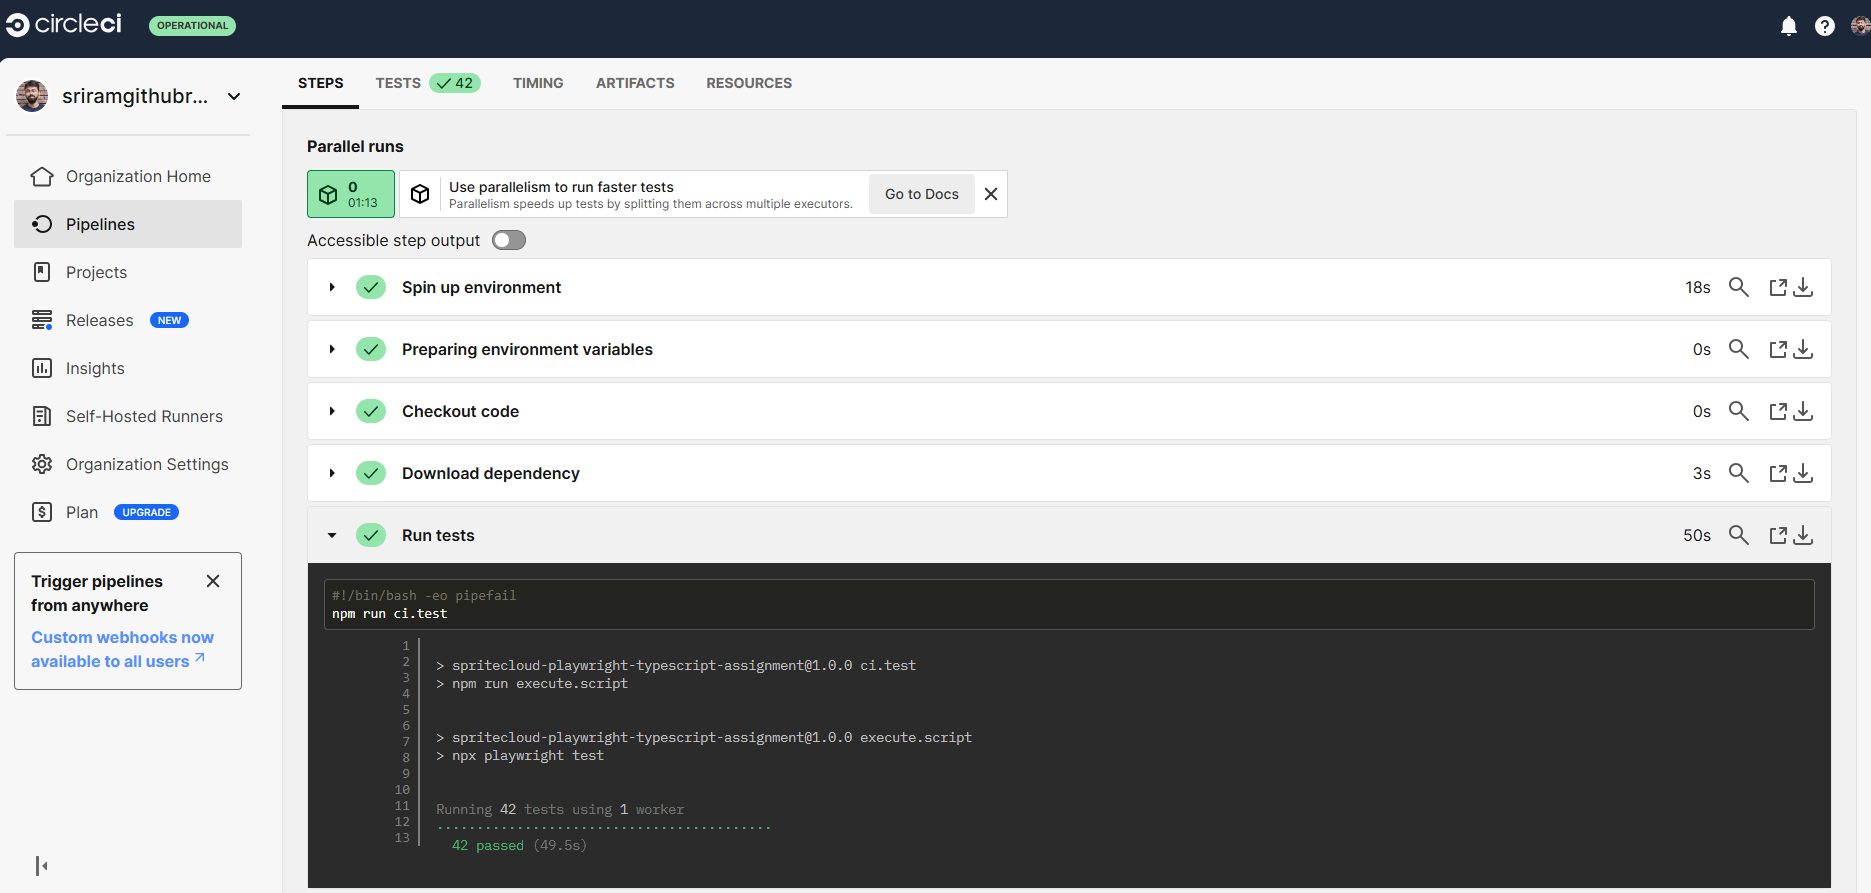 circleci
OPERATIONAL
sriramgithubr...
Organization Home
Pipelines
Projects
Releases NEW
Insights
Self-Hosted Runners
Organization Settings
Plan UPGRADE
Trigger pipelines
from anywhere
Custom webhooks now
available to all users
STEPS TESTS 42 TIMING ARTIFACTS RESOURCES
Parallel runs
0
01:13
Use parallelism to run faster tests
Parallelism speeds up tests by splitting them across multiple executors.
Go to Docs
Accessible step output
Spin up environment 18s
Preparing environment variables 0s
Checkout code 0s
Download dependency 3s
Run tests 50s
#!/bin/bash -eo pipefail
npm run ci.test
1
2
3
4
5
6
7
8
9
10
11
12
13
> spritecloud-playwright-typescript-assignment@1.0.0 ci.test
> npm run execute.script
> spritecloud-playwright-typescript-assignment@1.0.0 execute.script
> npx playwright test
Running 42 tests using 1 worker
··········································
42 passed (49.5s)